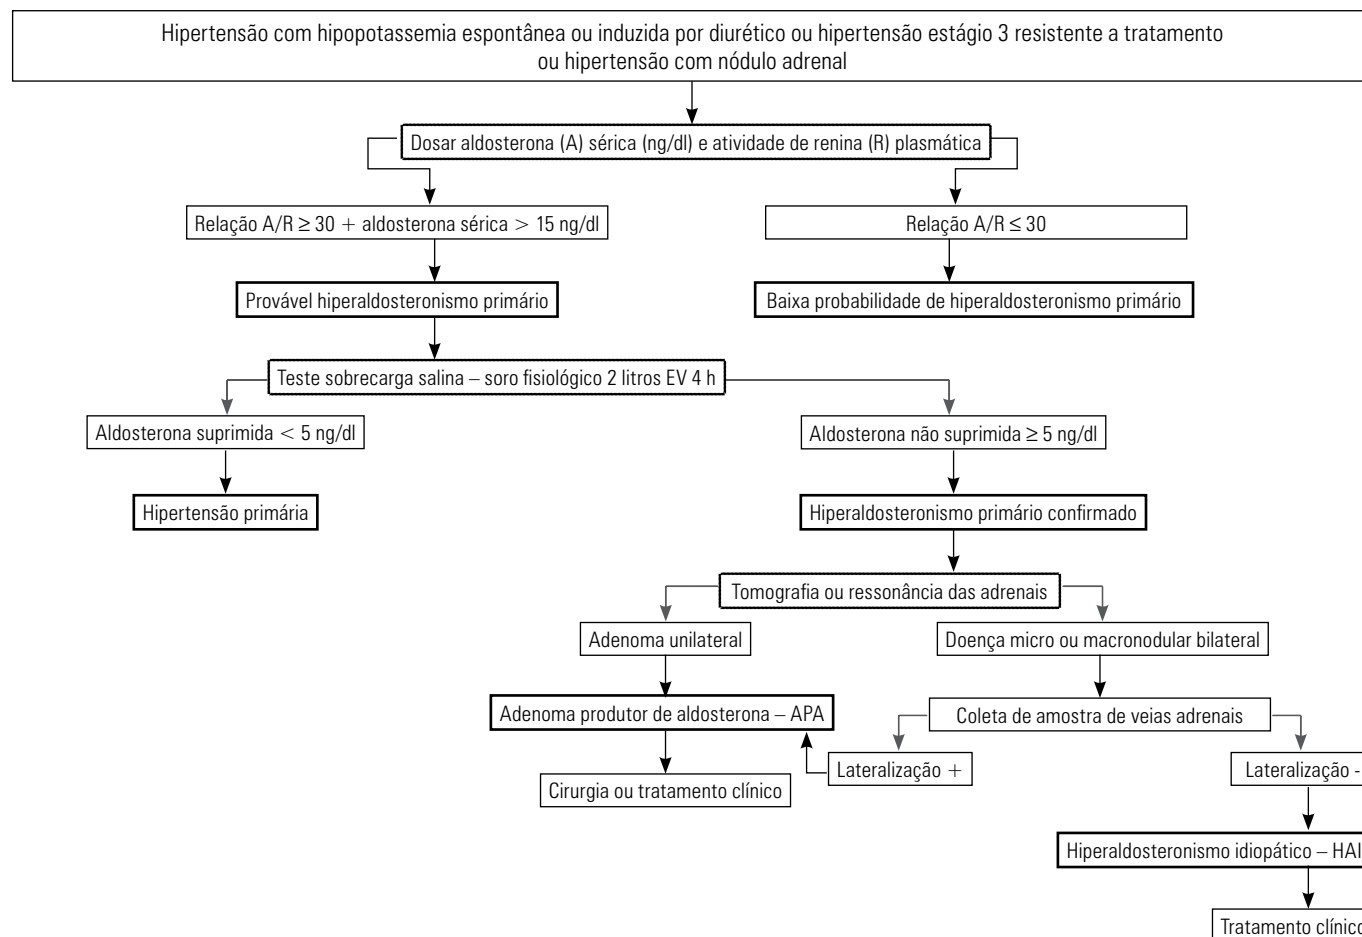 Hipertensão com hipopotassemia espontânea ou induzida por diurético ou hipertensão estágio 3 resistente a tratamento
ou hipertensão com nódulo adrenal
Dosar aldosterona (A) sérica (ng/dl) e atividade de renina (R) plasmática
Relação A/R ≥ 30 + aldosterona sérica > 15 ng/dl
Relação A/R ≤ 30
Provável hiperaldosteronismo primário
Baixa probabilidade de hiperaldosteronismo primário
Teste sobrecarga salina – soro fisiológico 2 litros EV 4 h
Aldosterona suprimida < 5 ng/dl
Aldosterona não suprimida ≥ 5 ng/dl
Hipertensão primária
Hiperaldosteronismo primário confirmado
Tomografia ou ressonância das adrenais
Adenoma unilateral
Doença micro ou macronodular bilateral
Adenoma produtor de aldosterona – APA
Coleta de amostra de veias adrenais
Lateralização +
Lateralização -
Cirurgia ou tratamento clínico
Hiperaldosteronismo idiopático – HAI
Tratamento clínico